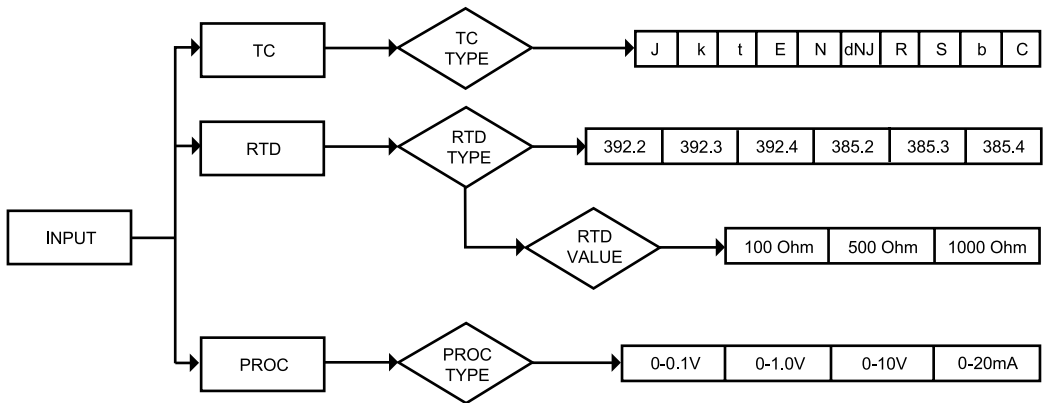 TC
TC
TYPE
J k t E N dNJ R S b C
RTD
RTD
TYPE
392.2 392.3 392.4 385.2 385.3 385.4
INPUT
RTD
VALUE
100 Ohm 500 Ohm 1000 Ohm
PROC
PROC
TYPE
0-0.1V 0-1.0V 0-10V 0-20mA